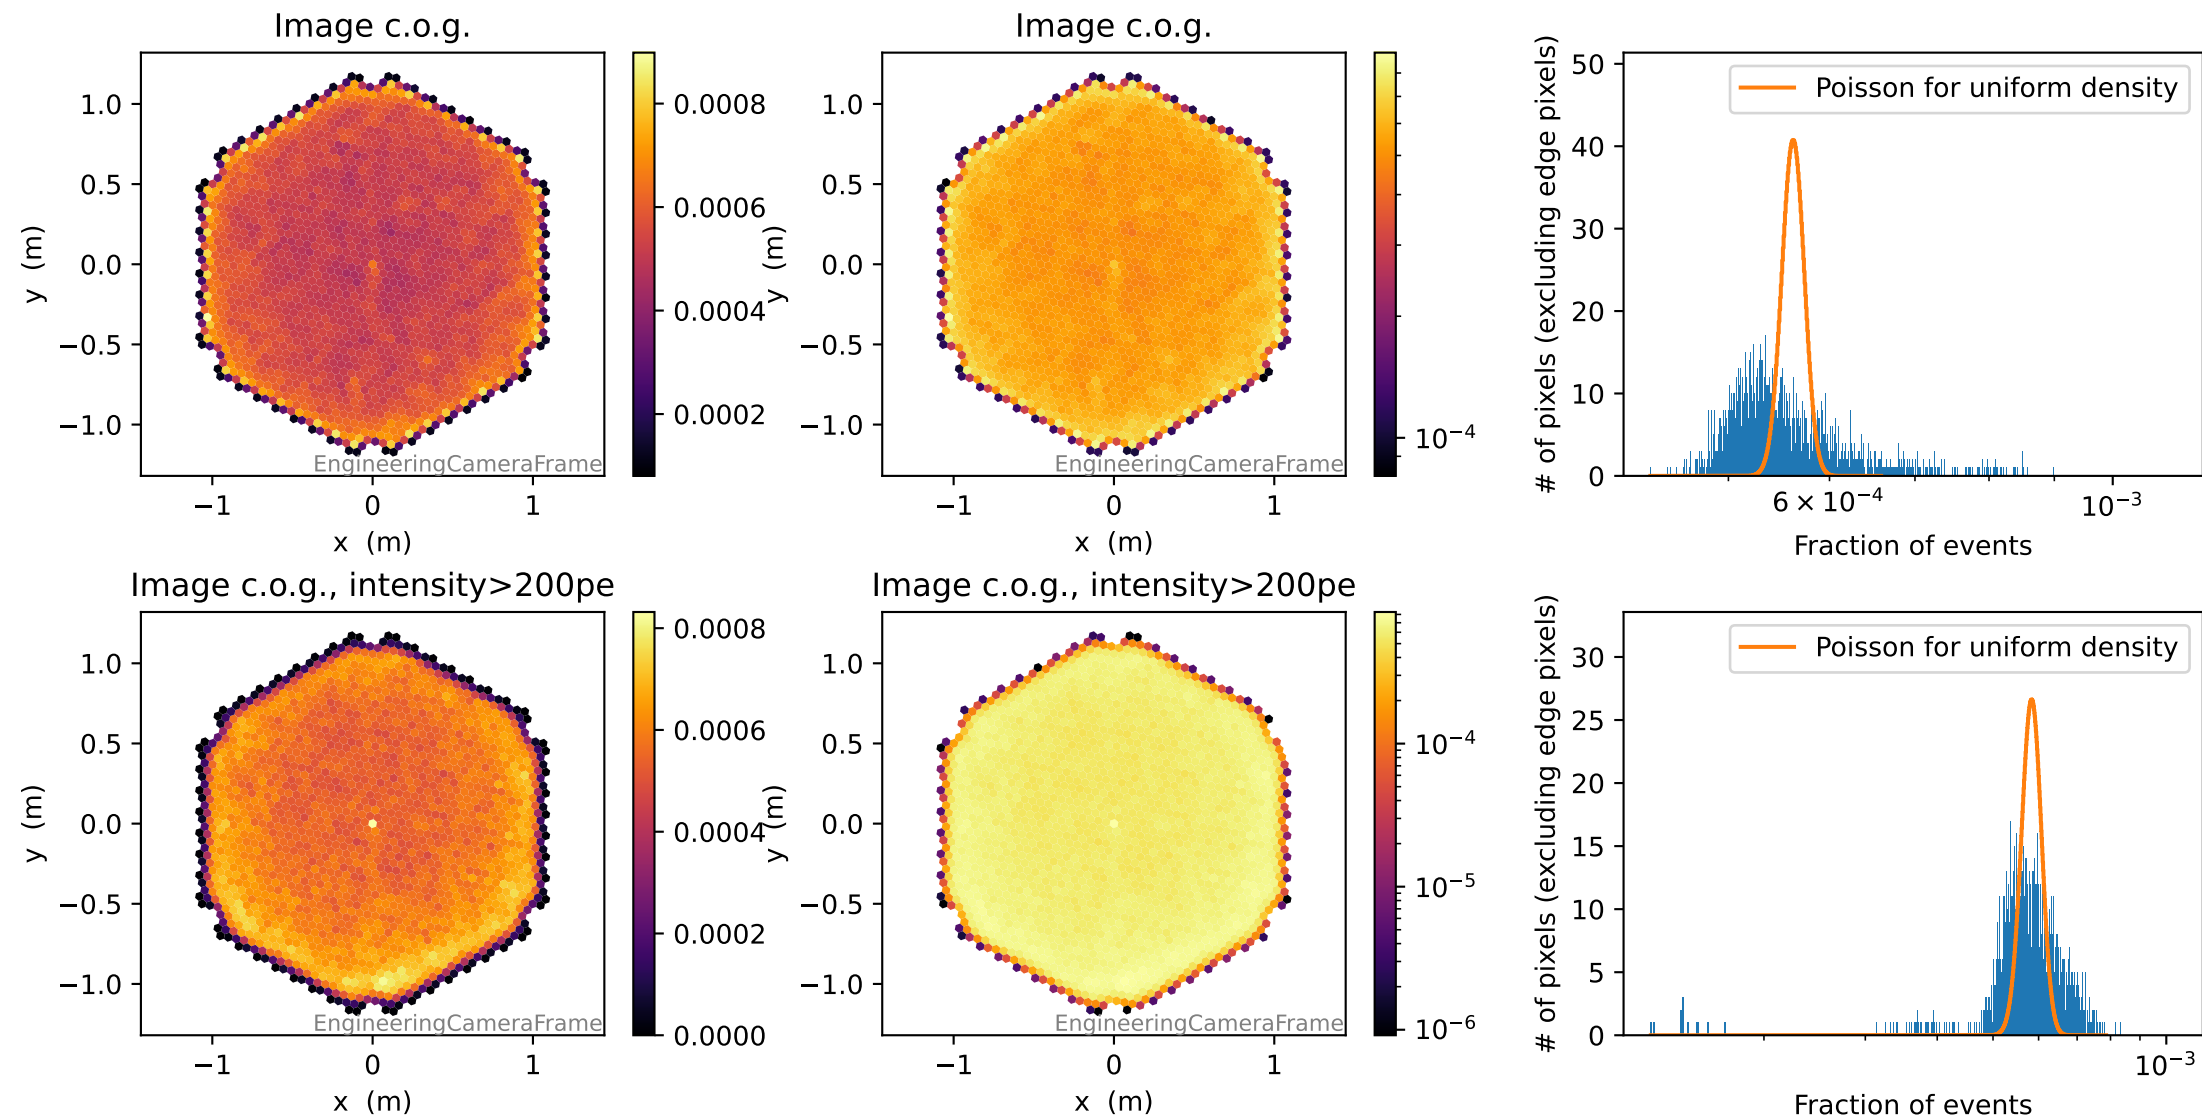 Image c.o.g.
1.0
0.5
0.0
−0.5
−1.0
y (m)
−1
0
1
x (m)
EngineeringCameraFrame
0.0008
0.0006
0.0004
0.0002
Image c.o.g.
1.0
0.5
0.0
−0.5
−1.0
y (m)
−1
0
1
x (m)
EngineeringCameraFrame
10⁻⁴
50
40
30
20
10
0
# of pixels (excluding edge pixels)
Poisson for uniform density
6 × 10⁻⁴
10⁻³
Fraction of events
Image c.o.g., intensity>200pe
1.0
0.5
0.0
−0.5
−1.0
y (m)
−1
0
1
x (m)
EngineeringCameraFrame
0.0008
0.0006
0.0004
0.0002
0.0000
Image c.o.g., intensity>200pe
1.0
0.5
0.0
−0.5
−1.0
y (m)
−1
0
1
x (m)
EngineeringCameraFrame
10⁻⁴
10⁻⁵
10⁻⁶
30
25
20
15
10
5
0
# of pixels (excluding edge pixels)
Poisson for uniform density
10⁻³
Fraction of events